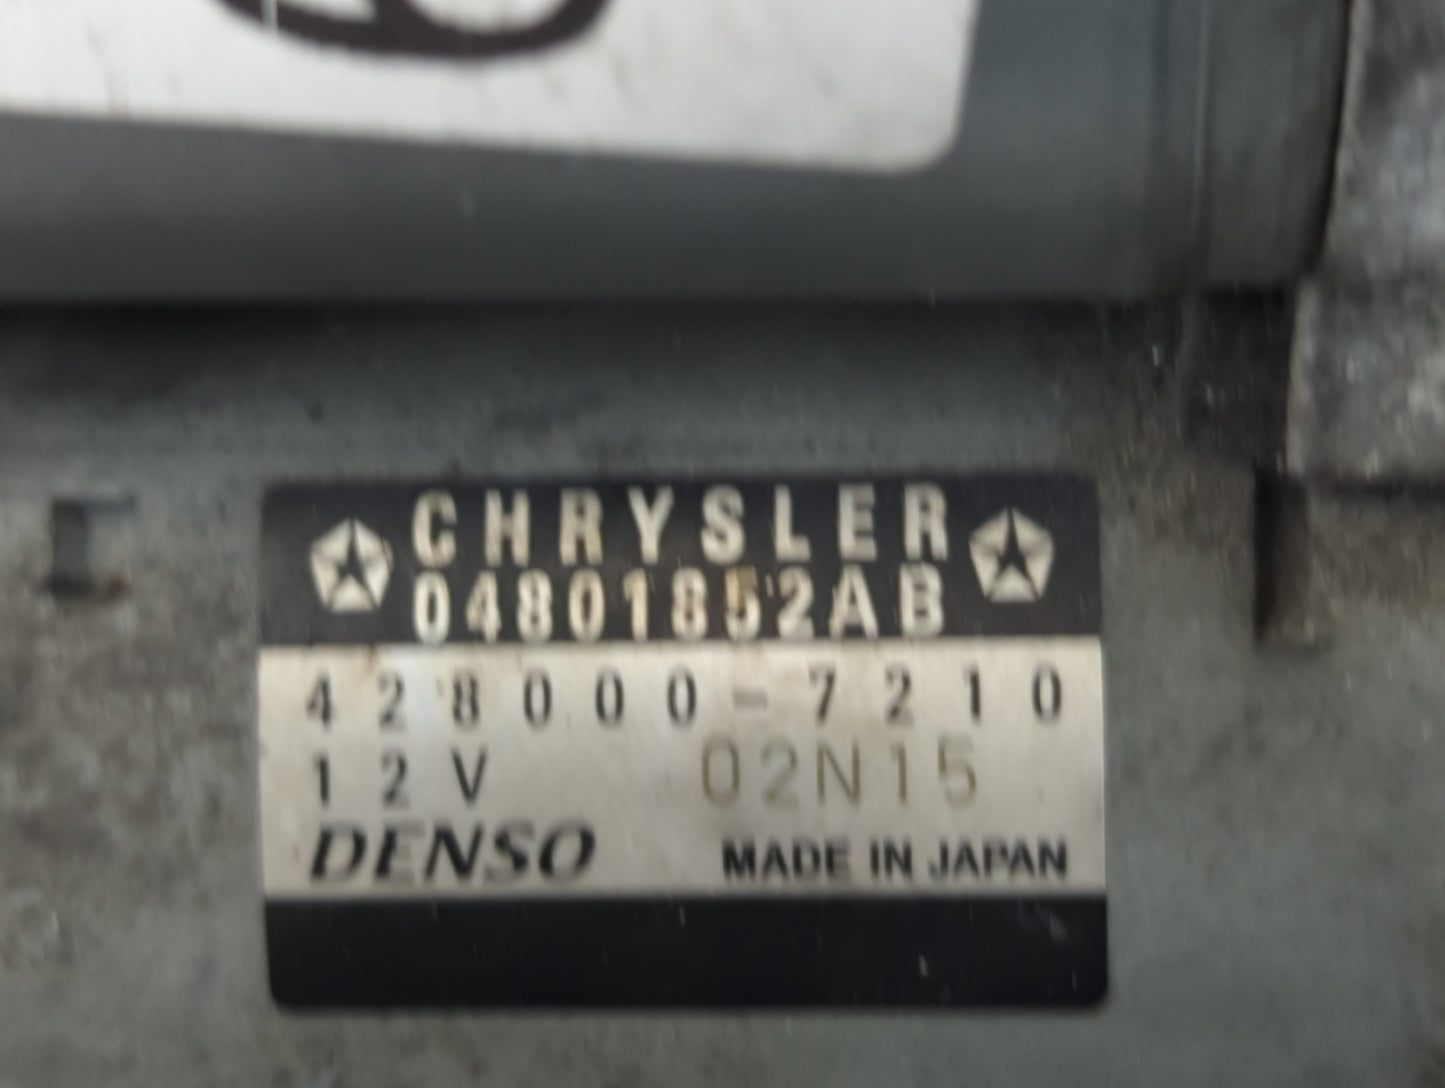 CHRYSLER
04801852AB
428000-7210
12V 02N15
DENSO MADE IN JAPAN